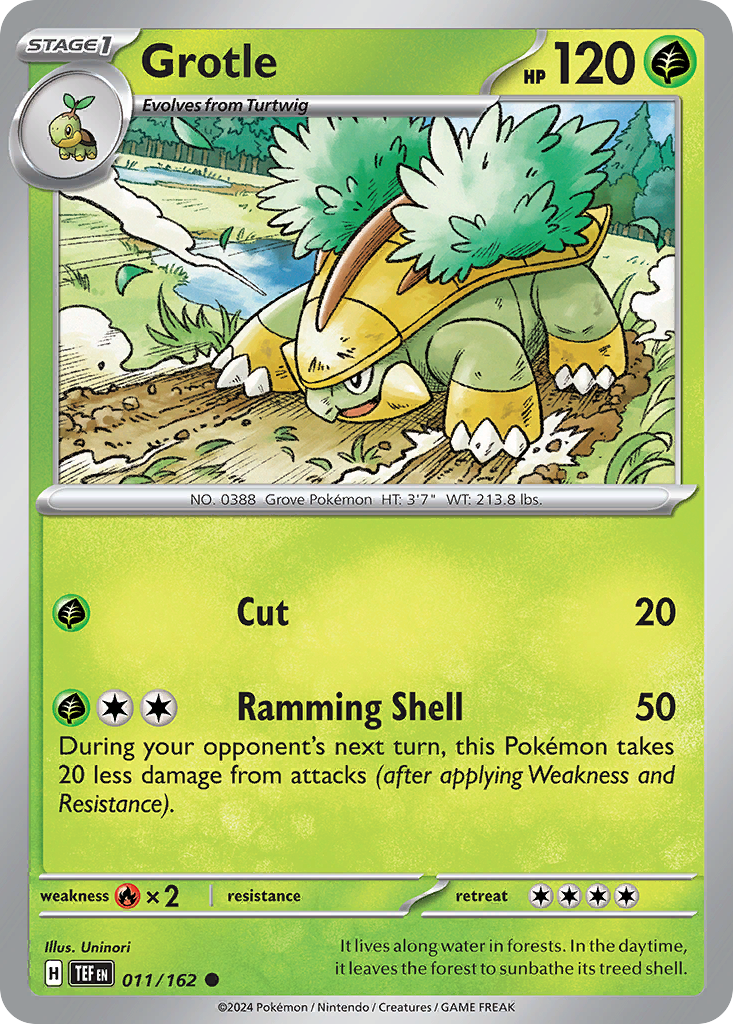 STAGE1
Grotle
HP 120
Evolves from Turtwig
NO. 0388 Grove Pokémon HT: 3'7" WT: 213.8 lbs.
Cut 20
Ramming Shell 50
During your opponent's next turn, this Pokémon takes
20 less damage from attacks (after applying Weakness and
Resistance).
weakness ×2 resistance retreat
Illus. Uninori
It lives along water in forests. In the daytime,
it leaves the forest to sunbathe its treed shell.
H TEF EN 011/162
©2024 Pokémon / Nintendo / Creatures / GAME FREAK